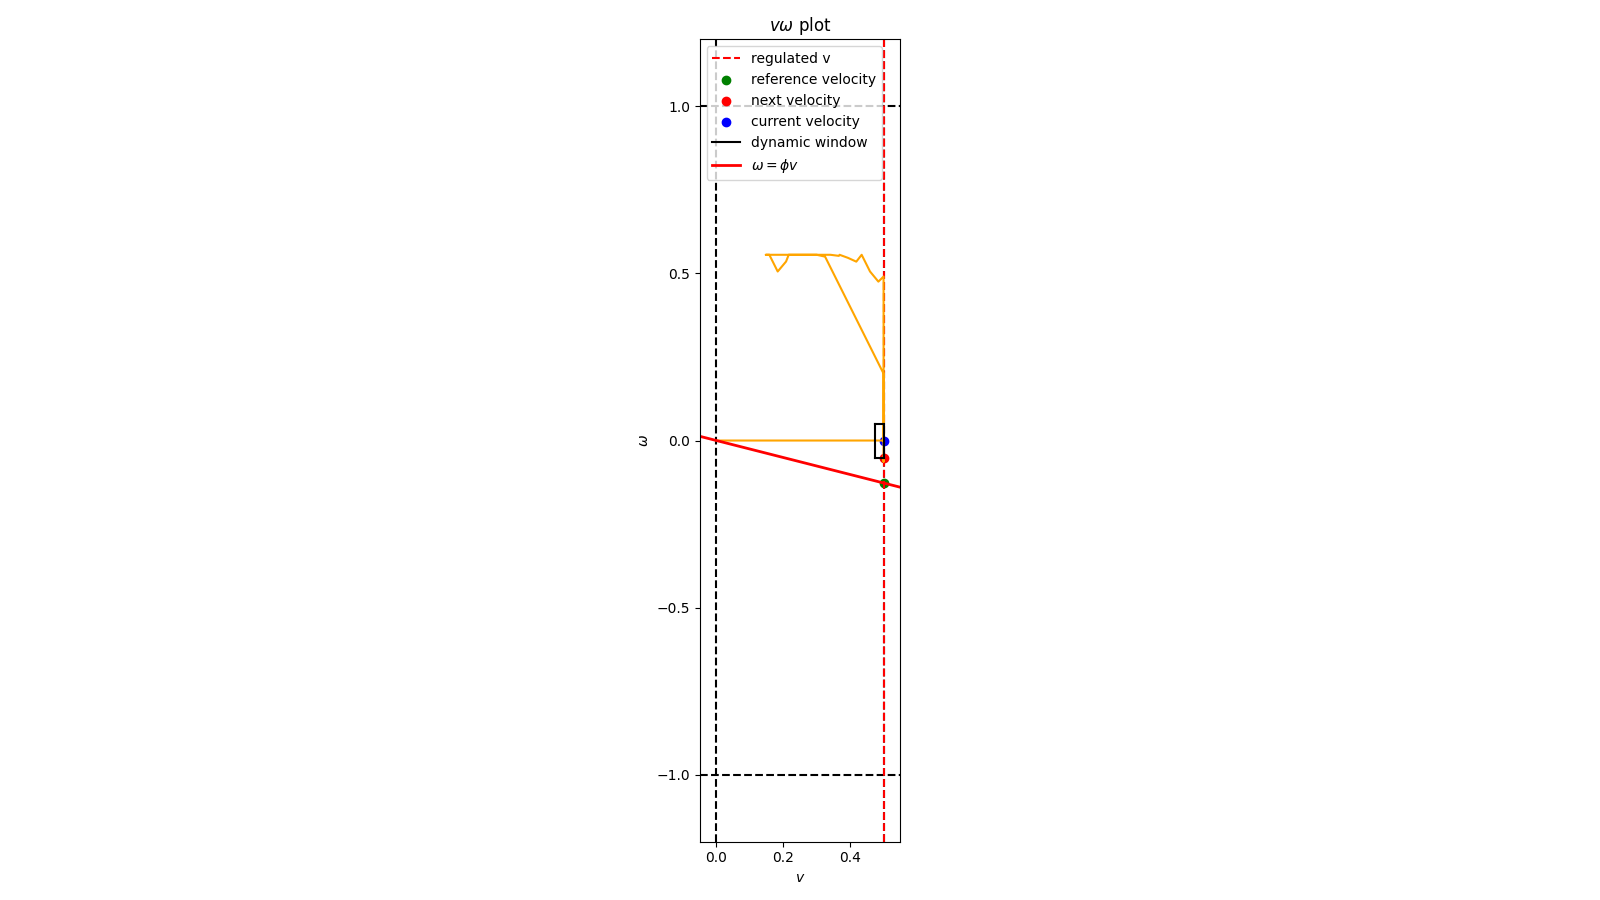 vω plot
regulated v
reference velocity
next velocity
current velocity
dynamic window
ω = ϕv
1.0
0.5
0.0
−0.5
−1.0
ω
0.0 0.2 0.4
v